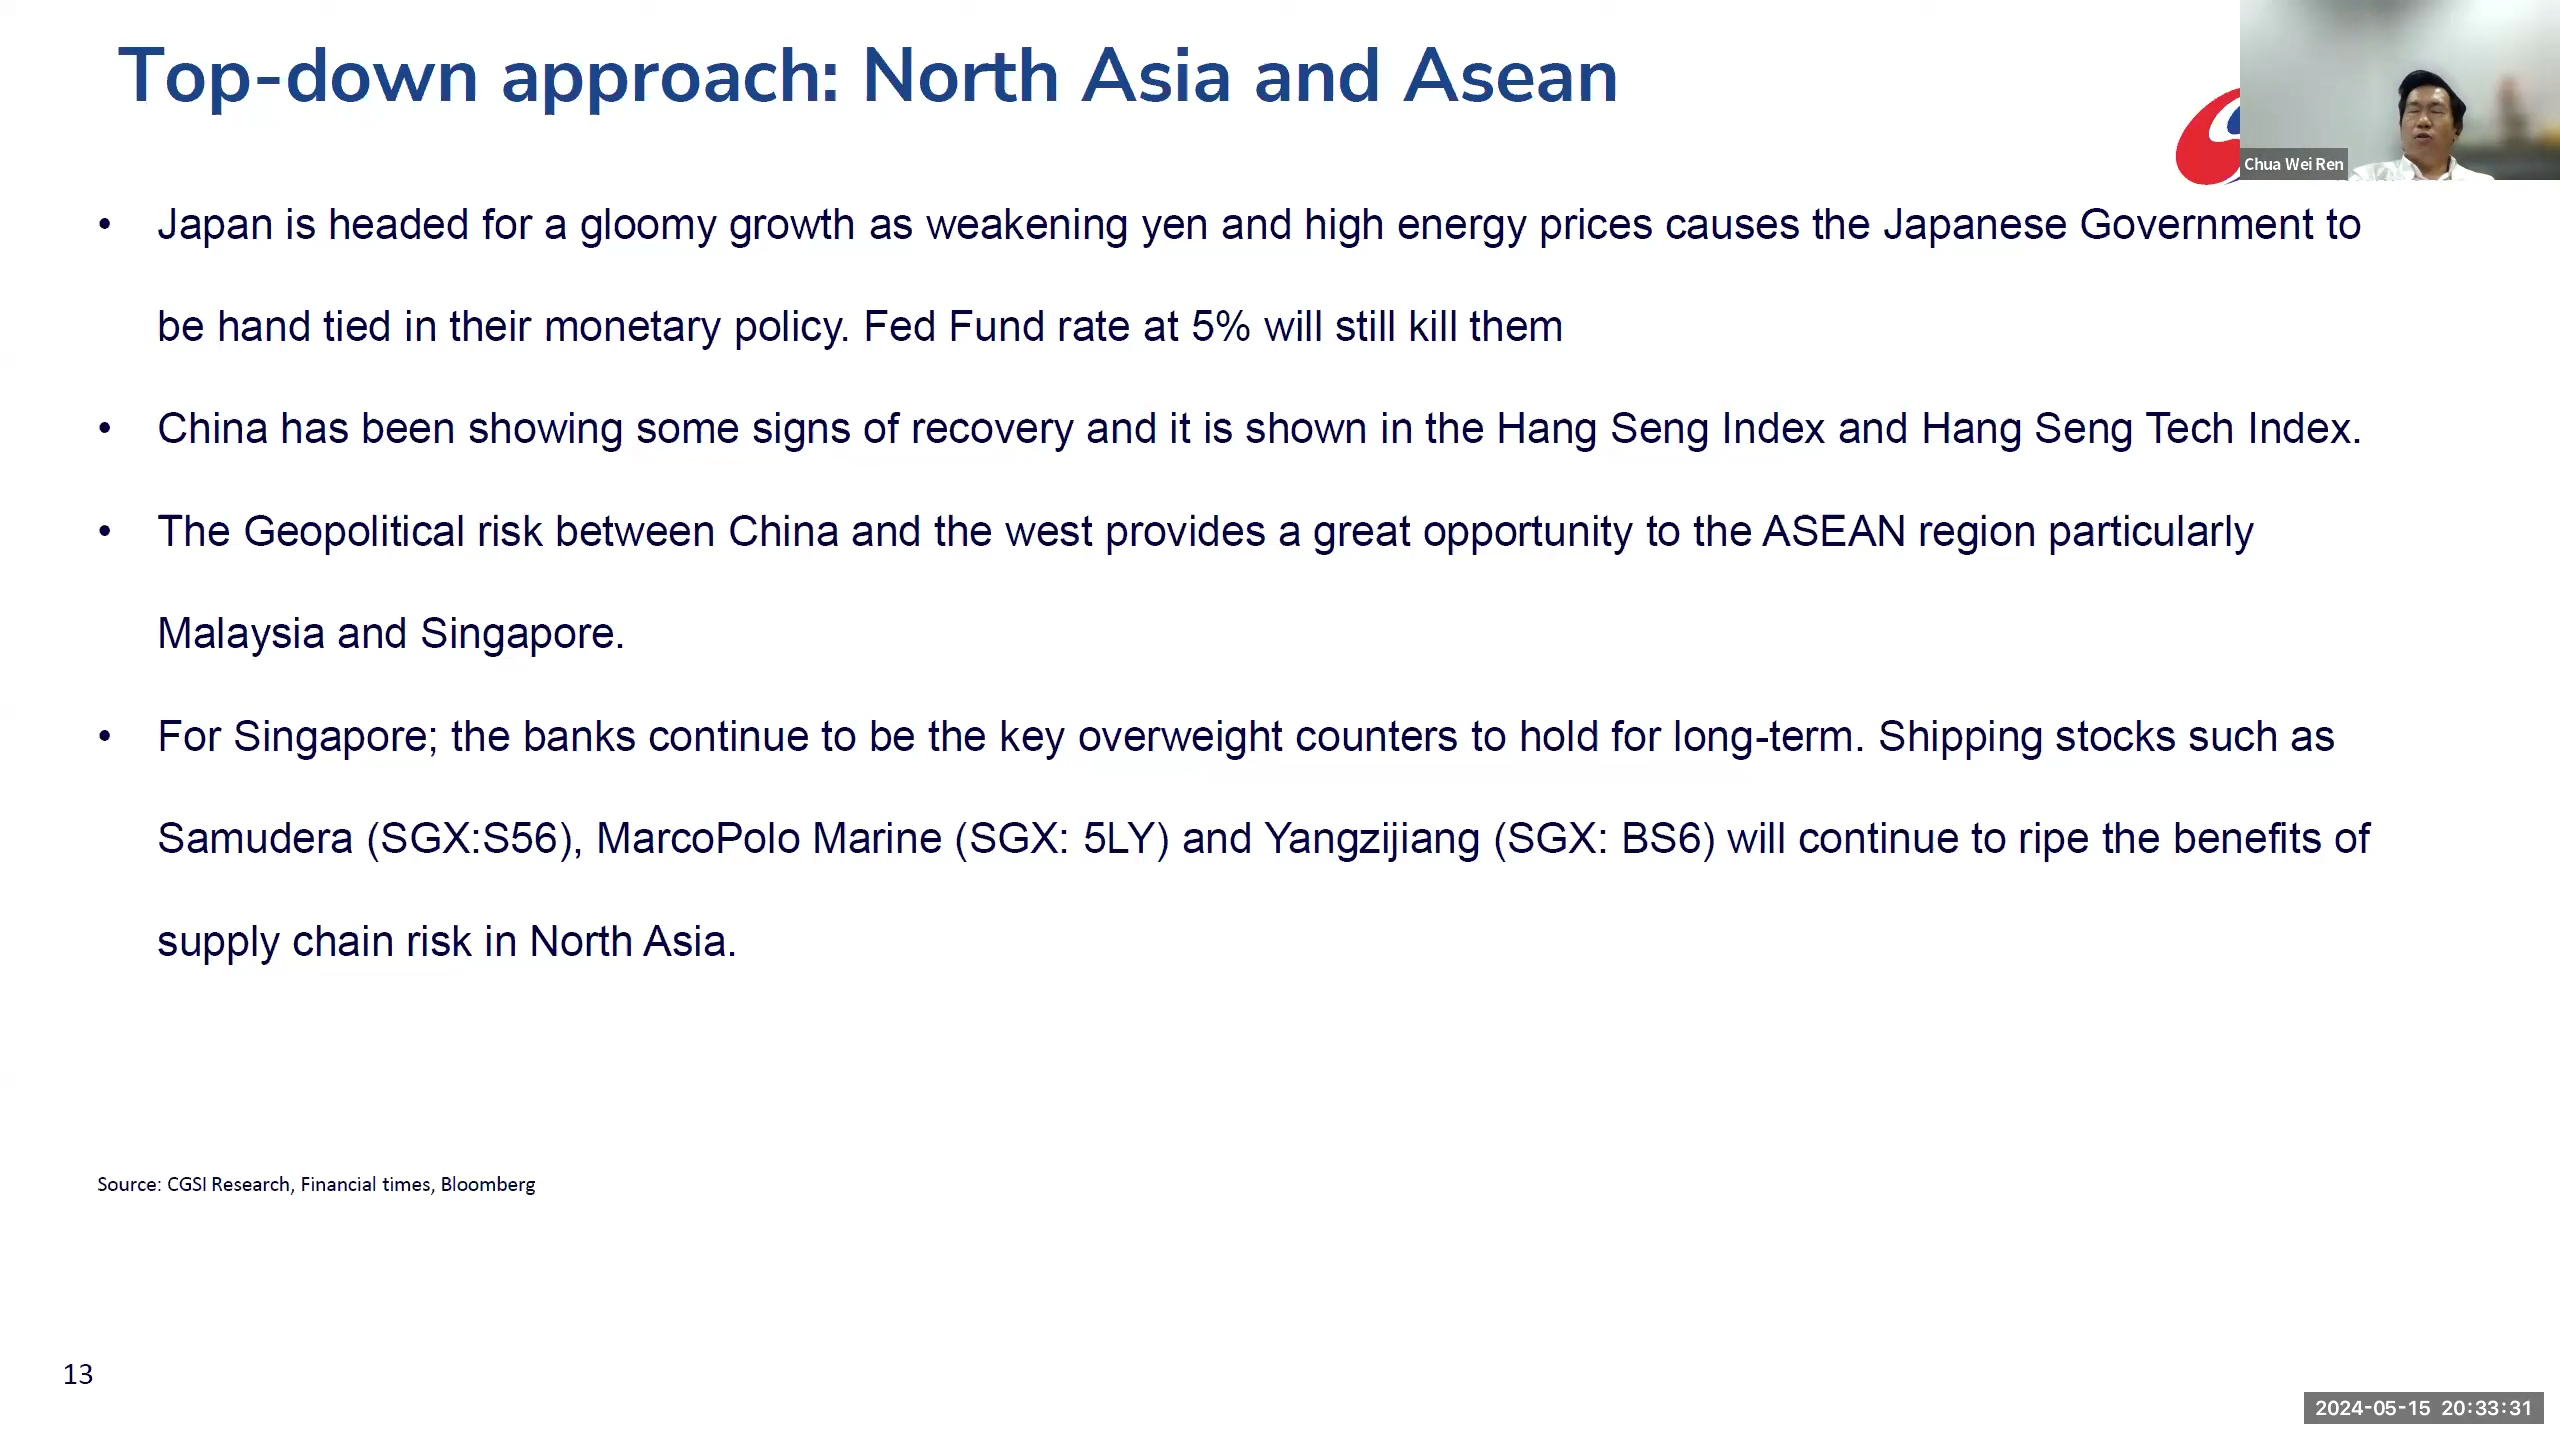 Top-down approach: North Asia and Asean
Chua Wei Ren
• Japan is headed for a gloomy growth as weakening yen and high energy prices causes the Japanese Government to
be hand tied in their monetary policy. Fed Fund rate at 5% will still kill them
• China has been showing some signs of recovery and it is shown in the Hang Seng Index and Hang Seng Tech Index.
• The Geopolitical risk between China and the west provides a great opportunity to the ASEAN region particularly
Malaysia and Singapore.
• For Singapore; the banks continue to be the key overweight counters to hold for long-term. Shipping stocks such as
Samudera (SGX:S56), MarcoPolo Marine (SGX: 5LY) and Yangzijiang (SGX: BS6) will continue to ripe the benefits of
supply chain risk in North Asia.
Source: CGSI Research, Financial times, Bloomberg
13
2024-05-15 20:33:31